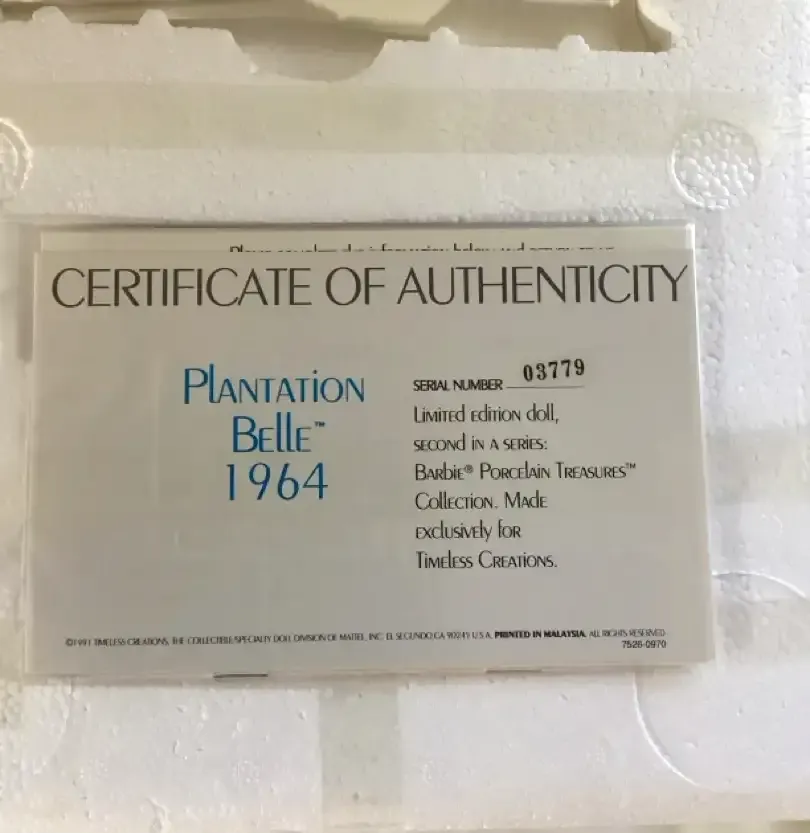 CERTIFICATE OF AUTHENTICITY
PLANTATION
BELLE™
1964
SERIAL NUMBER 03779
LIMITED EDITION DOLL,
SECOND IN A SERIES:
BARBIE® PORCELAIN TREASURES™
COLLECTION. MADE
EXCLUSIVELY FOR
TIMELESS CREATIONS.
©1991 TIMELESS CREATIONS, THE COLLECTIBLE/SPECIALTY DOLL DIVISION OF MATTEL, INC. EL SEGUNDO, CA 90245 U.S.A. PRINTED IN MALAYSIA. ALL RIGHTS RESERVED.
7526-0970